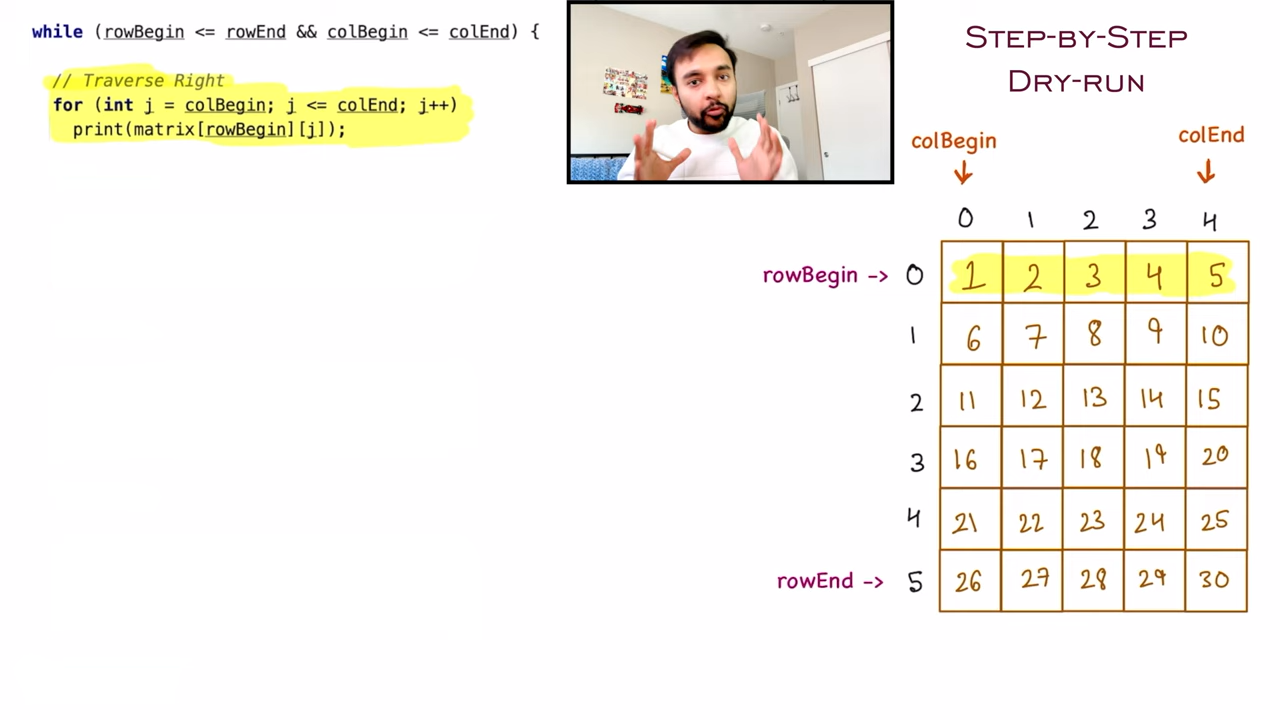 while (rowBegin <= rowEnd && colBegin <= colEnd) {
// Traverse Right
for (int j = colBegin; j <= colEnd; j++)
print(matrix[rowBegin][j]);
STEP-BY-STEP
DRY-RUN
colBegin colEnd
0 1 2 3 4
rowBegin -> 0 1 2 3 4 5
1 6 7 8 9 10
2 11 12 13 14 15
3 16 17 18 19 20
4 21 22 23 24 25
rowEnd -> 5 26 27 28 29 30